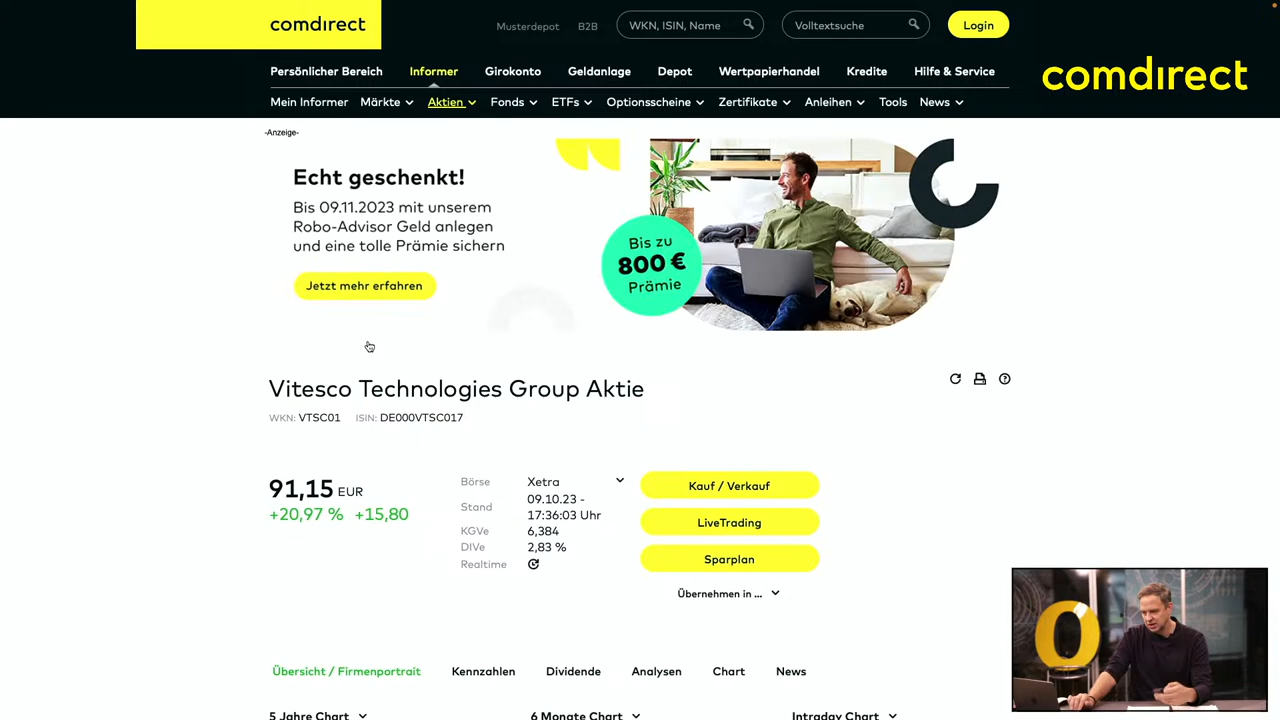 comdirect
Musterdepot
B2B
WKN, ISIN, Name
Volltextsuche
Login
Persönlicher Bereich
Informer
Girokonto
Geldanlage
Depot
Wertpapierhandel
Kredite
Hilfe & Service
comdirect
Mein Informer
Märkte
Aktien
Fonds
ETFs
Optionsscheine
Zertifikate
Anleihen
Tools
News
-Anzeige-
Echt geschenkt!
Bis 09.11.2023 mit unserem
Robo-Advisor Geld anlegen
und eine tolle Prämie sichern
Jetzt mehr erfahren
Bis zu
800 €
Prämie
Vitesco Technologies Group Aktie
WKN: VTSC01 ISIN: DE000VTSC017
91,15 EUR
+20,97 % +15,80
Börse Xetra
Stand 09.10.23 -
17:36:03 Uhr
KGVe 6,384
DIVe 2,83 %
Realtime
Kauf / Verkauf
LiveTrading
Sparplan
Übernehmen in ...
Übersicht / Firmenportrait
Kennzahlen
Dividende
Analysen
Chart
News
5 Jahre Chart
6 Monate Chart
Intraday Chart